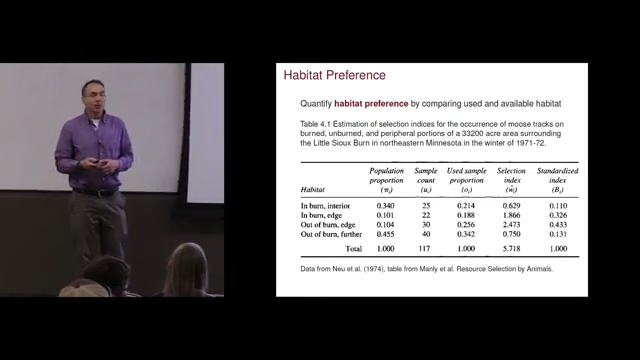 Habitat Preference
Quantify habitat preference by comparing used and available habitat
Table 4.1 Estimation of selection indices for the occurrence of moose tracks on
burned, unburned, and peripheral portions of a 33200 acre area surrounding
the Little Sioux Burn in northeastern Minnesota in the winter of 1971-72.
Population Sample Used sample Selection Standardized
proportion count proportion index index
Habitat (πi) (ui) (oi) (ŵi) (Bi)
In burn, interior 0.340 25 0.214 0.629 0.110
In burn, edge 0.101 22 0.188 1.866 0.326
Out of burn, edge 0.104 30 0.256 2.473 0.433
Out of burn, further 0.455 40 0.342 0.750 0.131
Total 1.000 117 1.000 5.718 1.000
Data from Neu et al. (1974), table from Manly et al. Resource Selection by Animals.